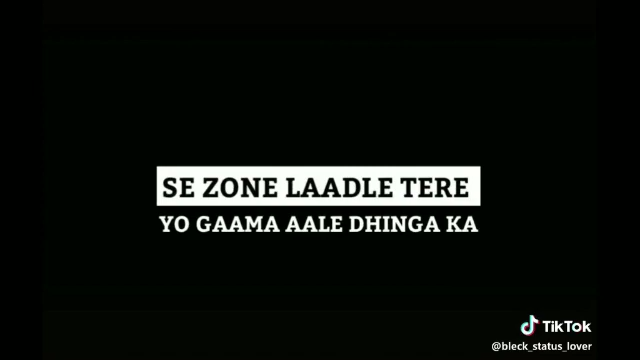 SE ZONE LAADLE TERE
YO GAAMA AALE DHINGA KA
TikTok
@bleck_status_lover